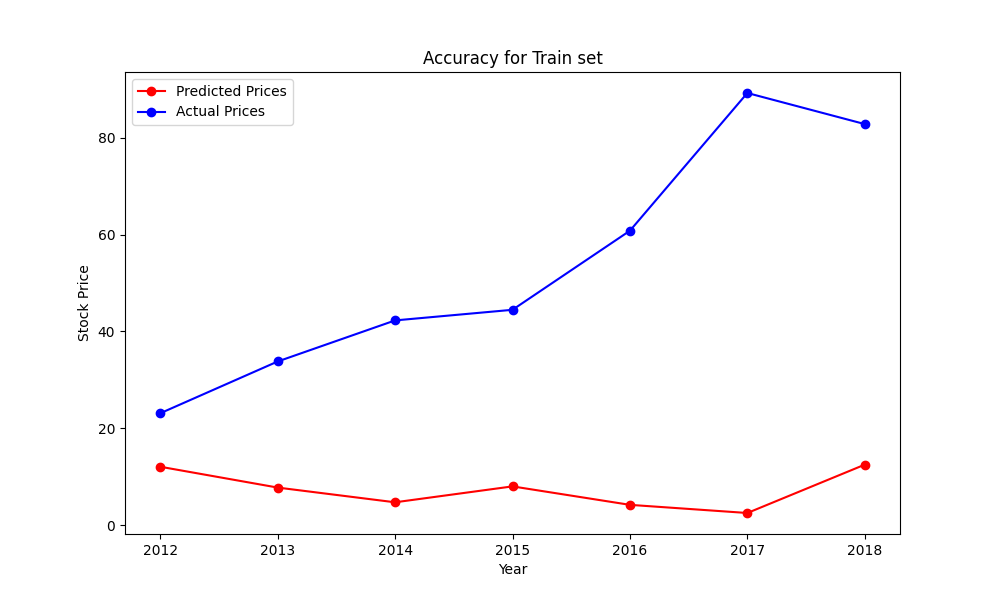 Accuracy for Train set
Predicted Prices
Actual Prices
80
60
40
20
0
Stock Price
2012 2013 2014 2015 2016 2017 2018
Year